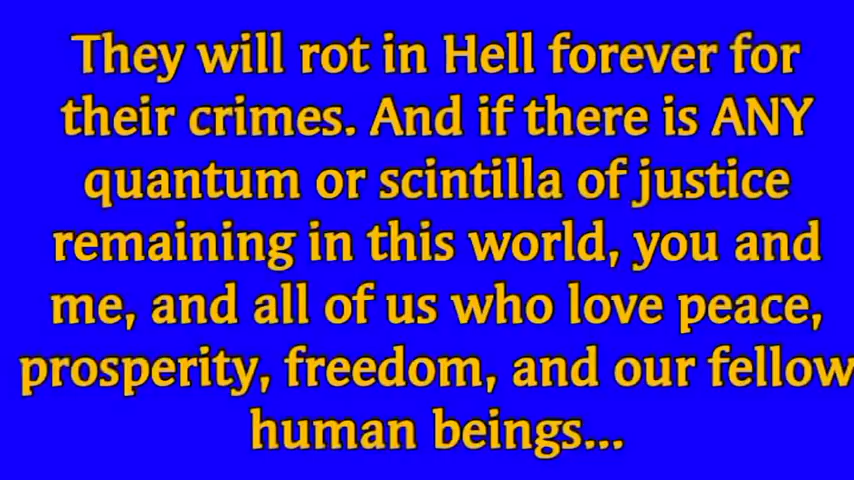 They will rot in Hell forever for
their crimes. And if there is ANY
quantum or scintilla of justice
remaining in this world, you and
me, and all of us who love peace,
prosperity, freedom, and our fellow
human beings...